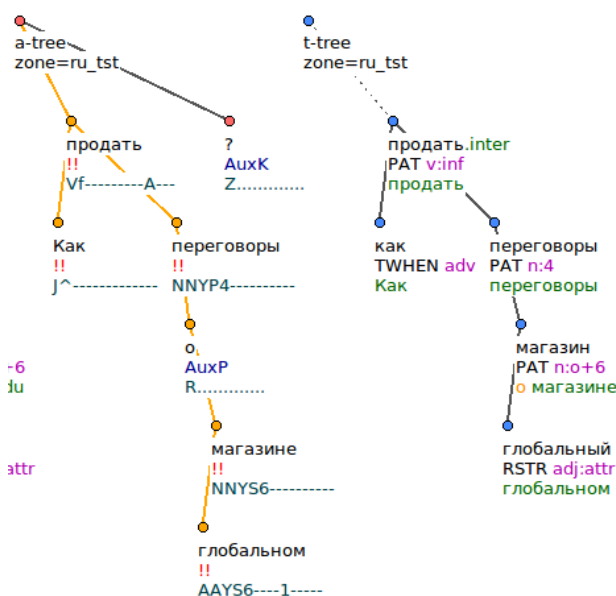 a-tree
zone=ru_tst
t-tree
zone=ru_tst
продать
!!
Vf---------A---
?
AuxK
Z.............
продать.inter
PAT v:inf
продать
Как
!!
J^-------------
переговоры
!!
NNYP4----------
как
TWHEN adv
Как
переговоры
PAT n:4
переговоры
+6
du
о
AuxP
R.............
магазин
PAT n:о+6
о магазине
attr
магазине
!!
NNYS6----------
глобальный
RSTR adj:attr
глобальном
глобальном
!!
AAYS6----1-----